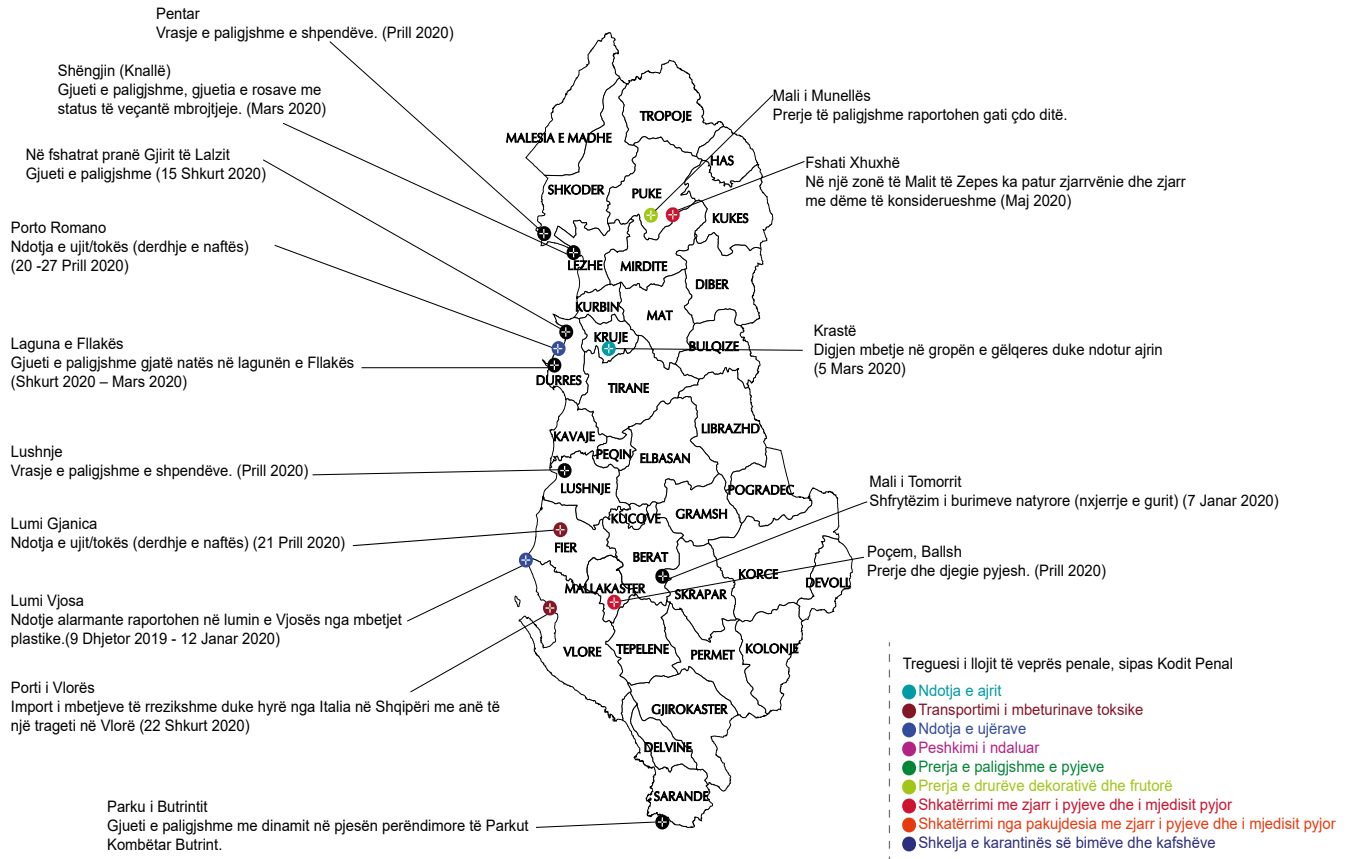 Pentar
Vrasje e paligjshme e shpendëve. (Prill 2020)
Shëngjin (Knallë)
Gjueti e paligjshme, gjuetia e rosave me
status të veçantë mbrojtjeje. (Mars 2020)
Në fshatrat pranë Gjirit të Lalzit
Gjueti e paligjshme (15 Shkurt 2020)
Porto Romano
Ndotja e ujit/tokës (derdhje e naftës)
(20 -27 Prill 2020)
Laguna e Fllakës
Gjueti e paligjshme gjatë natës në lagunën e Fllakës
(Shkurt 2020 – Mars 2020)
Lushnje
Vrasje e paligjshme e shpendëve. (Prill 2020)
Lumi Gjanica
Ndotja e ujit/tokës (derdhje e naftës) (21 Prill 2020)
Lumi Vjosa
Ndotje alarmante raportohen në lumin e Vjosës nga mbetjet
plastike.(9 Dhjetor 2019 - 12 Janar 2020)
Porti i Vlorës
Import i mbetjeve të rrezikshme duke hyrë nga Italia në Shqipëri me anë të
një trageti në Vlorë (22 Shkurt 2020)
Parku i Butrintit
Gjueti e paligjshme me dinamit në pjesën perëndimore të Parkut
Kombëtar Butrint.
Mali i Munellës
Prerje të paligjshme raportohen gati çdo ditë.
Fshati Xhuxhë
Në një zonë të Malit të Zepes ka patur zjarrvënie dhe zjarr
me dëme të konsiderueshme (Maj 2020)
Krastë
Digjen mbetje në gropën e gëlqeres duke ndotur ajrin
(5 Mars 2020)
Mali i Tomorrit
Shfrytëzim i burimeve natyrore (nxjerrje e gurit) (7 Janar 2020)
Poçem, Ballsh
Prerje dhe djegie pyjesh. (Prill 2020)
TROPOJE
MALESIA E MADHE
HAS
SHKODER
PUKE
KUKES
LEZHE
MIRDITE
DIBER
KURBIN
MAT
KRUJE
BULQIZE
DURRES
TIRANE
LIBRAZHD
KAVAJE
PEQIN
ELBASAN
LUSHNJE
POGRADEC
KUCOVE
GRAMSH
FIER
BERAT
KORCE
DEVOLL
MALLAKASTER
SKRAPAR
VLORE
TEPELENE
PERMET
KOLONJE
GJIROKASTER
DELVINE
SARANDE
Treguesi i llojit të veprës penale, sipas Kodit Penal
Ndotja e ajrit
Transportimi i mbeturinave toksike
Ndotja e ujërave
Peshkimi i ndaluar
Prerja e paligjshme e pyjeve
Prerja e drurëve dekorativë dhe frutorë
Shkatërrimi me zjarr i pyjeve dhe i mjedisit pyjor
Shkatërrimi nga pakujdesia me zjarr i pyjeve dhe i mjedisit pyjor
Shkelja e karantinës së bimëve dhe kafshëve